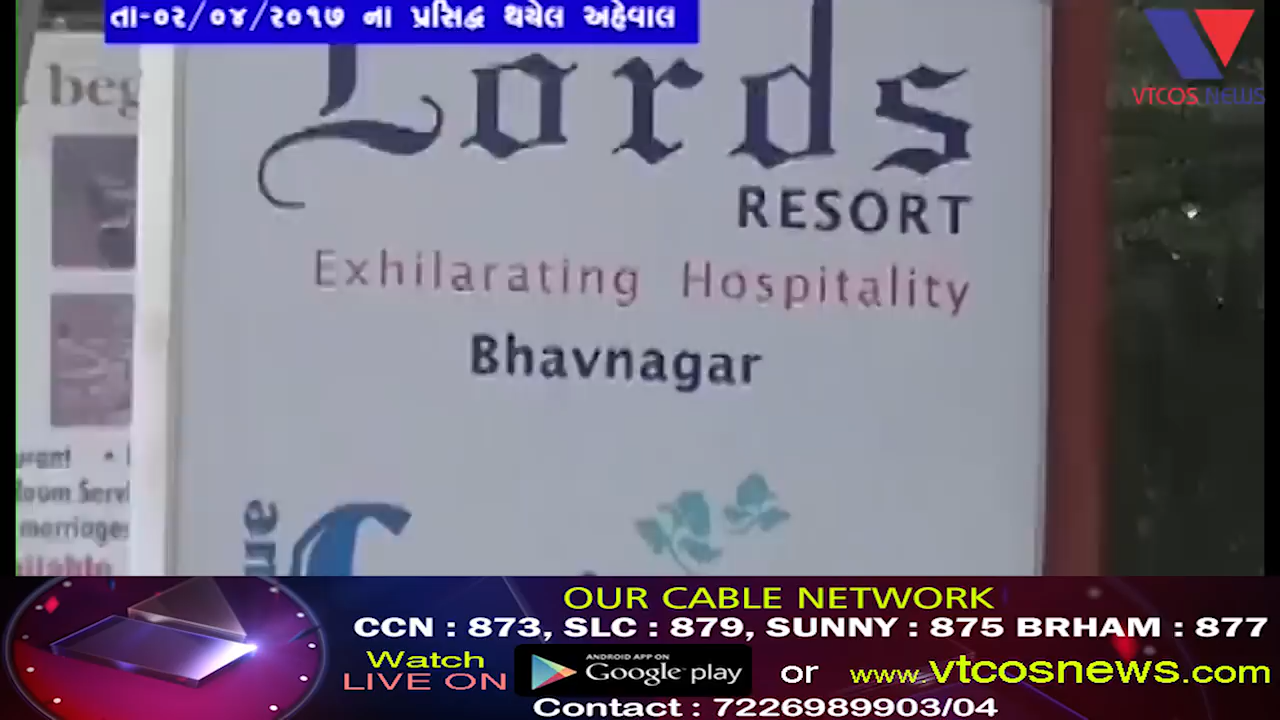 તા-૦૨/૦૪/૨૦૧૭ ના પ્રસિદ્ધ થયેલ અહેવાલ
VTCOS NEWS
beg
Lords
RESORT
Exhilarating Hospitality
Bhavnagar
marriages
OUR CABLE NETWORK
CCN : 873, SLC : 879, SUNNY : 875 BRHAM : 877
Watch
LIVE ON
ANDROID APP ON
Google play
or www.vtcosnews.com
Contact : 7226989903/04